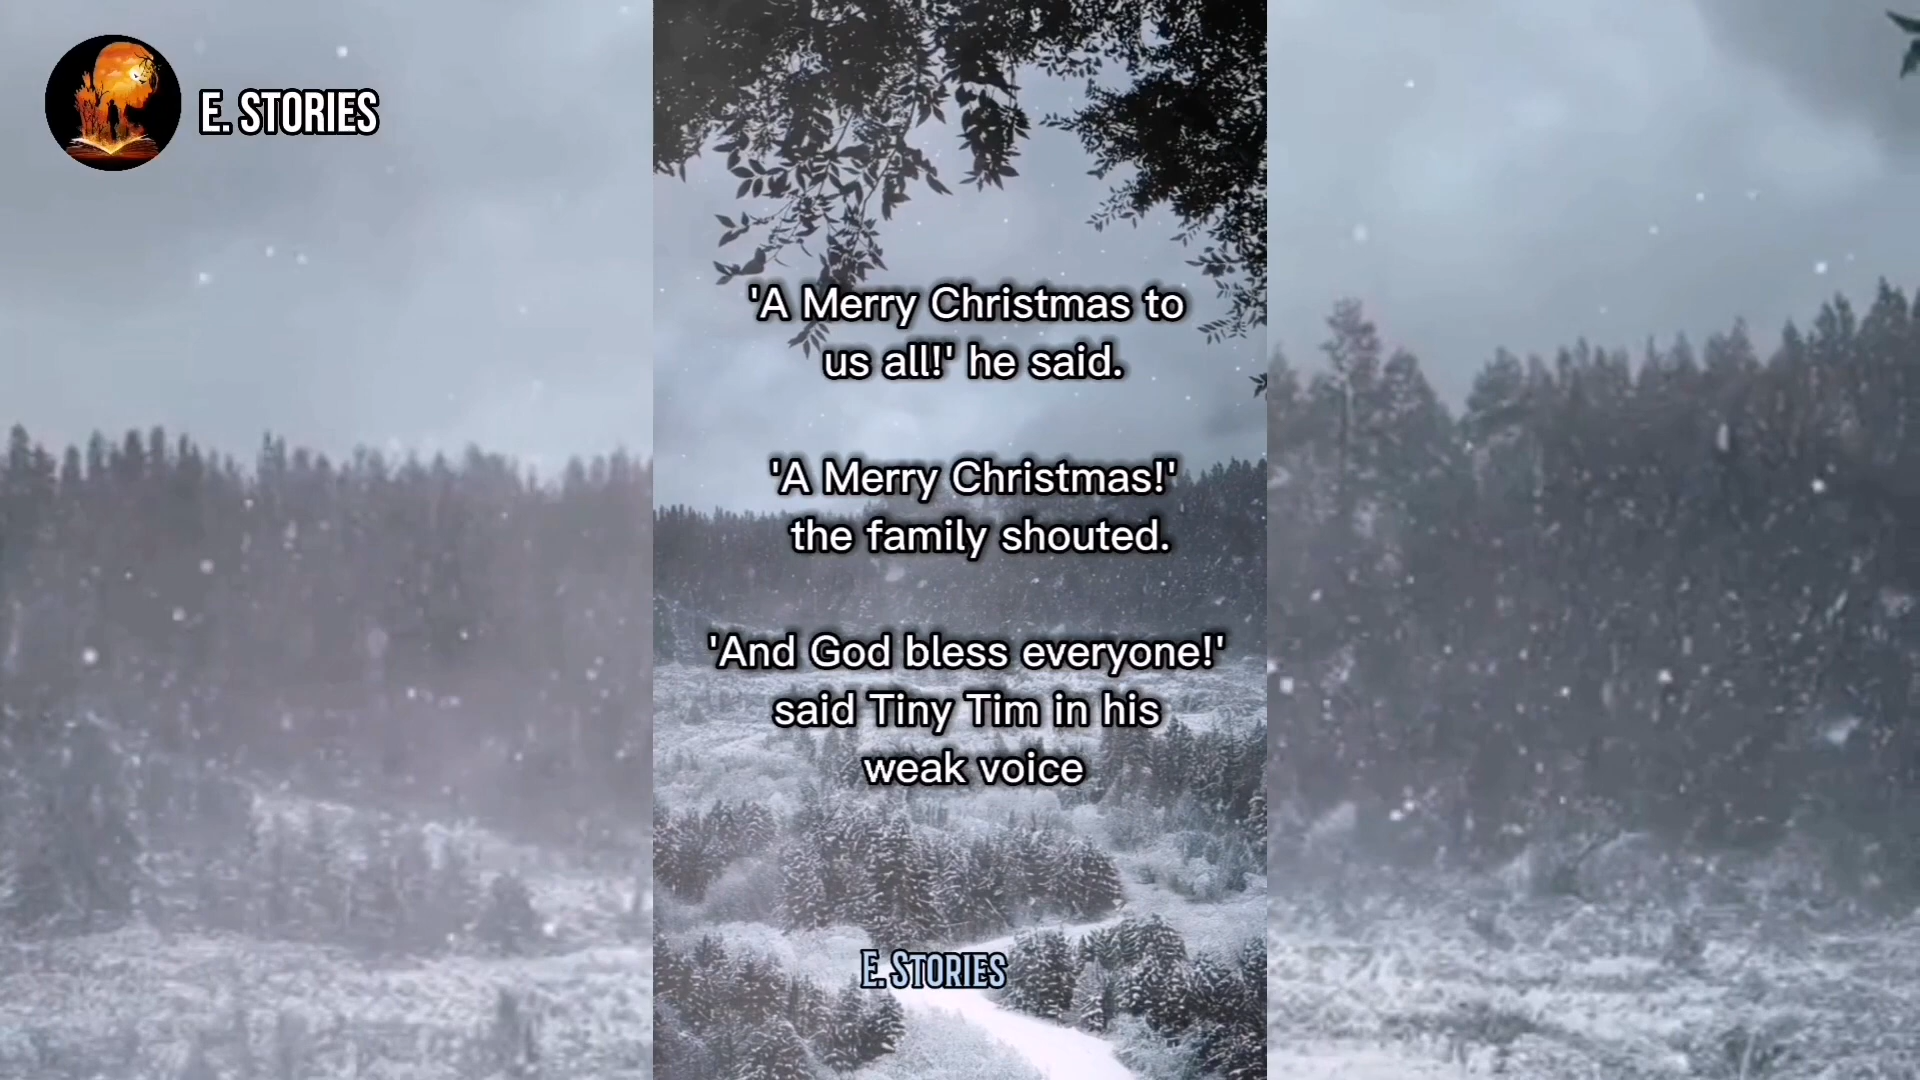 E. STORIES
'A Merry Christmas to
us all!' he said.
'A Merry Christmas!'
the family shouted.
'And God bless everyone!'
said Tiny Tim in his
weak voice
E. STORIES